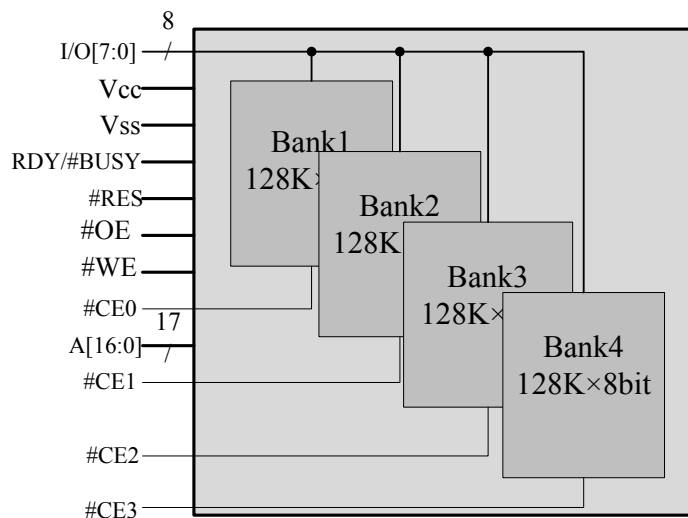 8
I/O[7:0]
Vcc
Vss
RDY/#BUSY
#RES
#OE
#WE
#CE0
17
A[16:0]
#CE1
#CE2
#CE3
Bank1
128K×
Bank2
128K
Bank3
128K×
Bank4
128K×8bit